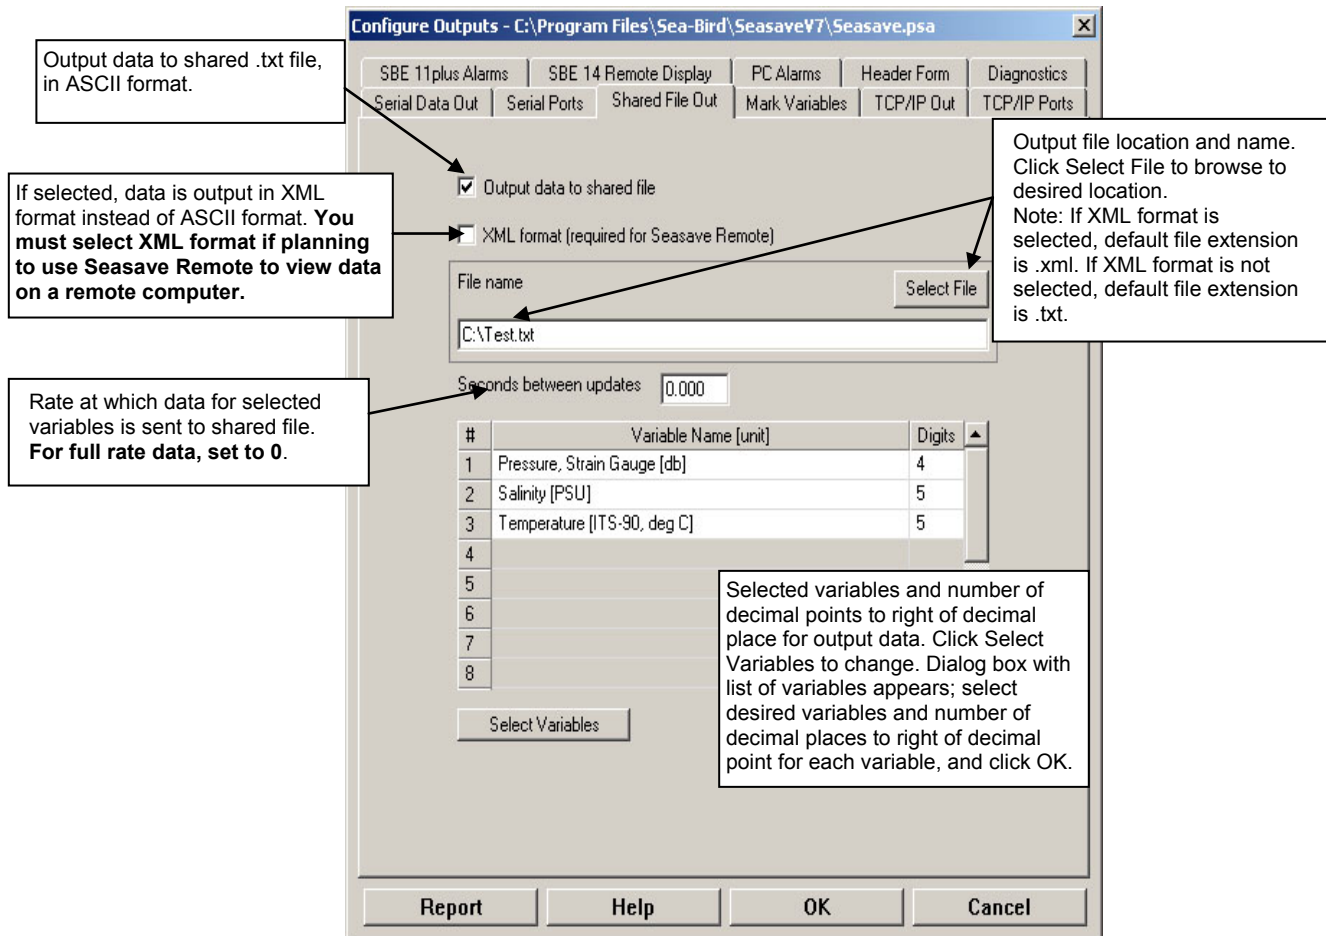 Configure Outputs - C:\Program Files\Sea-Bird\SeasaveV7\Seasave.psa
Output data to shared .txt file,
in ASCII format.
SBE 11plus Alarms
SBE 14 Remote Display
PC Alarms
Header Form
Diagnostics
Serial Data Out
Serial Ports
Shared File Out
Mark Variables
TCP/IP Out
TCP/IP Ports
Output file location and name.
Click Select File to browse to
desired location.
Note: If XML format is
selected, default file extension
is .xml. If XML format is not
selected, default file extension
is .txt.
Output data to shared file
If selected, data is output in XML
format instead of ASCII format. You
must select XML format if planning
to use Seasave Remote to view data
on a remote computer.
XML format (required for Seasave Remote)
File name
Select File
C:\Test.txt
Seconds between updates 0.000
Rate at which data for selected
variables is sent to shared file.
For full rate data, set to 0.
# Variable Name [unit] Digits
1 Pressure, Strain Gauge [db] 4
2 Salinity [PSU] 5
3 Temperature [ITS-90, deg C] 5
4
5
6
7
8
Selected variables and number of
decimal points to right of decimal
place for output data. Click Select
Variables to change. Dialog box with
list of variables appears; select
desired variables and number of
decimal places to right of decimal
point for each variable, and click OK.
Select Variables
Report
Help
OK
Cancel